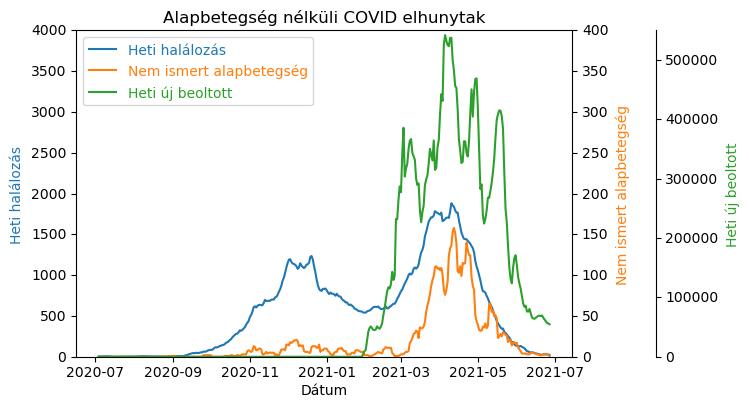 Alapbetegség nélküli COVID elhunytak
Heti halálozás
Nem ismert alapbetegség
Heti új beoltott
4000
3500
3000
2500
2000
1500
1000
500
0
Heti halálozás
400
350
300
250
200
150
100
50
0
Nem ismert alapbetegség
500000
400000
300000
200000
100000
0
Heti új beoltott
2020-07 2020-09 2020-11 2021-01 2021-03 2021-05 2021-07
Dátum